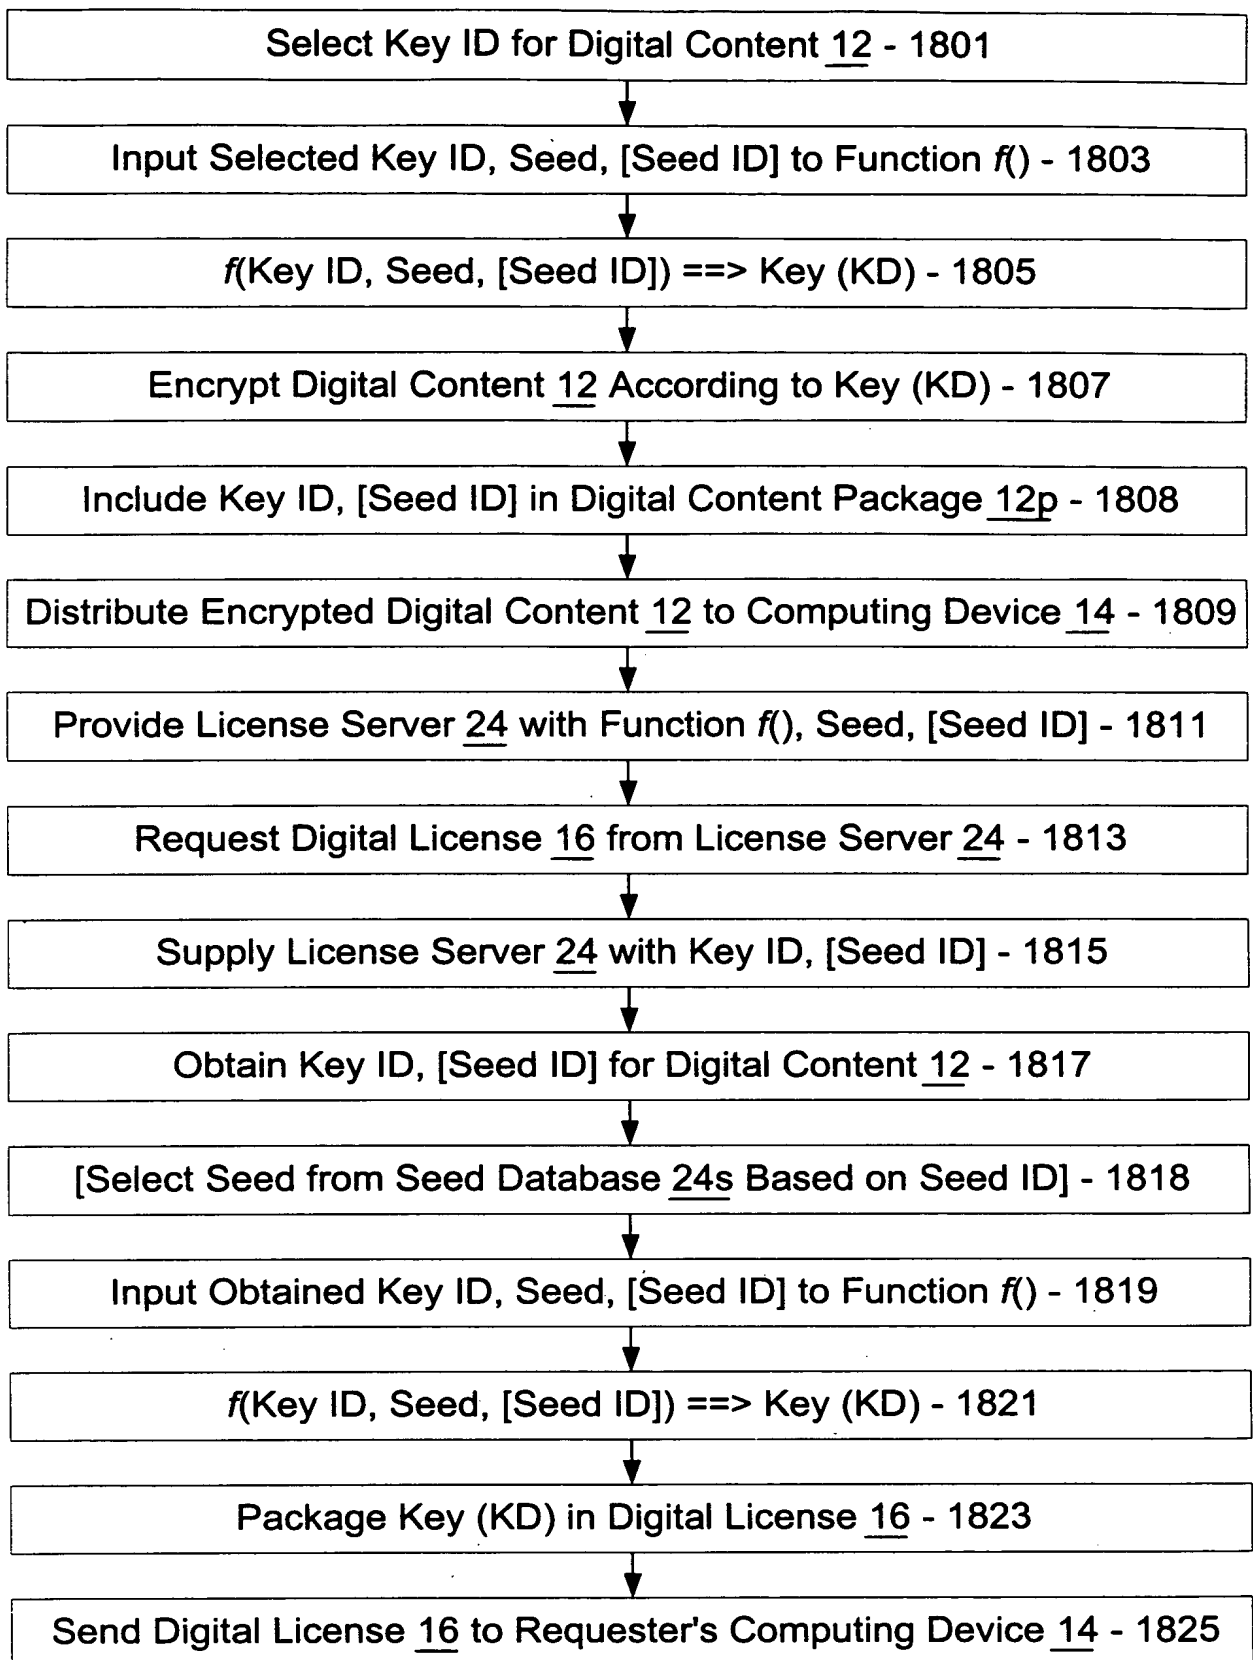 Select Key ID for Digital Content 12 - 1801
Input Selected Key ID, Seed, [Seed ID] to Function f() - 1803
f(Key ID, Seed, [Seed ID]) ==> Key (KD) - 1805
Encrypt Digital Content 12 According to Key (KD) - 1807
Include Key ID, [Seed ID] in Digital Content Package 12p - 1808
Distribute Encrypted Digital Content 12 to Computing Device 14 - 1809
Provide License Server 24 with Function f(), Seed, [Seed ID] - 1811
Request Digital License 16 from License Server 24 - 1813
Supply License Server 24 with Key ID, [Seed ID] - 1815
Obtain Key ID, [Seed ID] for Digital Content 12 - 1817
[Select Seed from Seed Database 24s Based on Seed ID] - 1818
Input Obtained Key ID, Seed, [Seed ID] to Function f() - 1819
f(Key ID, Seed, [Seed ID]) ==> Key (KD) - 1821
Package Key (KD) in Digital License 16 - 1823
Send Digital License 16 to Requester's Computing Device 14 - 1825